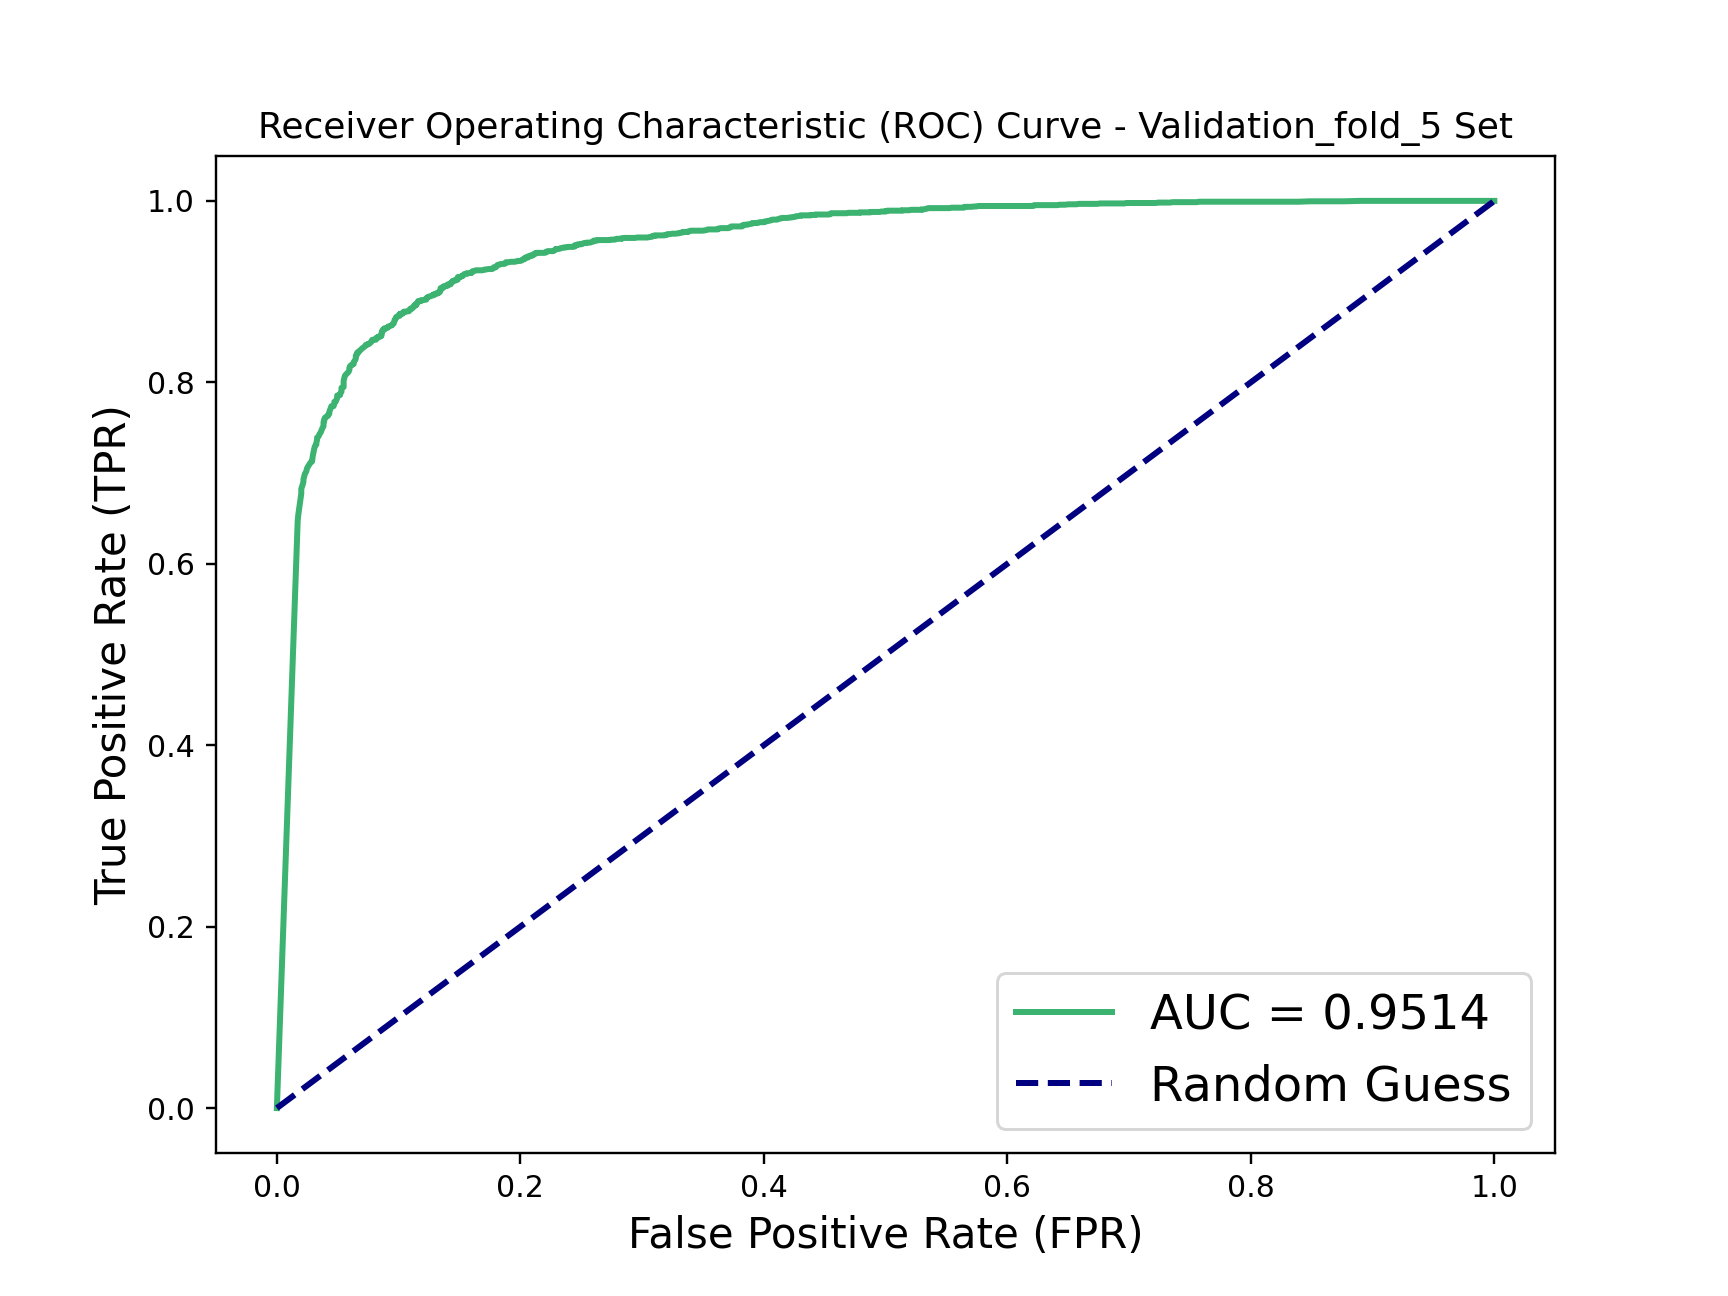 Receiver Operating Characteristic (ROC) Curve - Validation_fold_5 Set
True Positive Rate (TPR)
1.0
0.8
0.6
0.4
0.2
0.0
AUC = 0.9514
Random Guess
0.0 0.2 0.4 0.6 0.8 1.0
False Positive Rate (FPR)